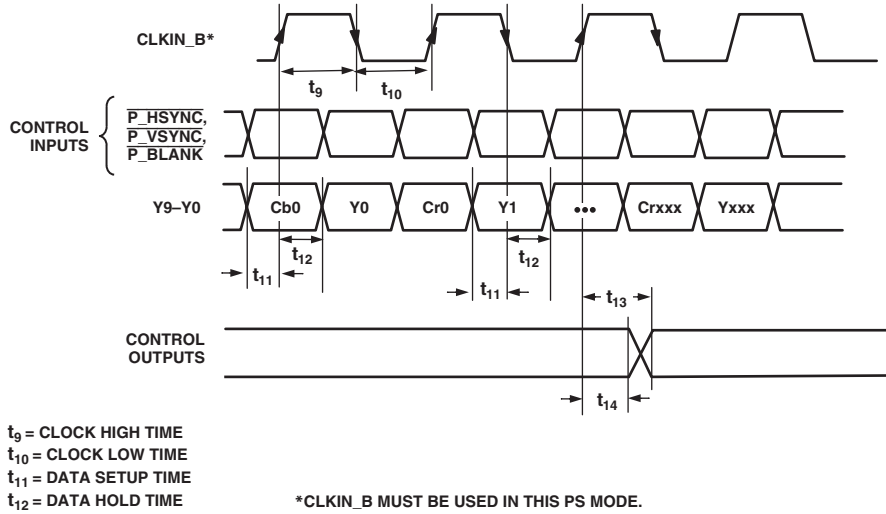 CLKIN_B*
t9
t10
CONTROL
INPUTS
P_HSYNC,
P_VSYNC,
P_BLANK
Y9–Y0
Cb0
Y0
Cr0
Y1
•••
Crxxx
Yxxx
t12
t12
t11
t11
t13
CONTROL
OUTPUTS
t14
t9 = CLOCK HIGH TIME
t10 = CLOCK LOW TIME
t11 = DATA SETUP TIME
t12 = DATA HOLD TIME
*CLKIN_B MUST BE USED IN THIS PS MODE.